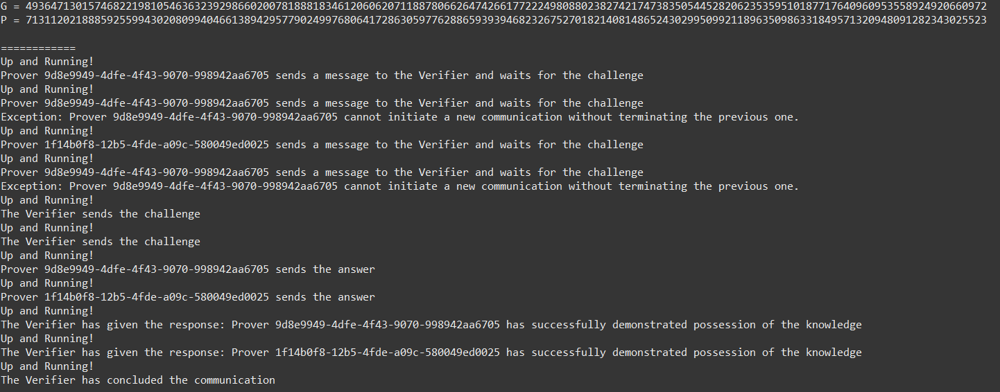 G = 4936471301574682219810546363239298660200781888183461206062071188780662647426617722249808802382742174738350544528206235359510187717640960953558924920660972
P = 7131120218885925599430208099404661389429577902499768064172863059776288659393946823267527018214081486524302995099211896350986331849571320948091282343025523
============
Up and Running!
Prover 9d8e9949-4dfe-4f43-9070-998942aa6705 sends a message to the Verifier and waits for the challenge
Up and Running!
Prover 9d8e9949-4dfe-4f43-9070-998942aa6705 sends a message to the Verifier and waits for the challenge
Exception: Prover 9d8e9949-4dfe-4f43-9070-998942aa6705 cannot initiate a new communication without terminating the previous one.
Up and Running!
Prover 1f14b0f8-12b5-4fde-a09c-580049ed0025 sends a message to the Verifier and waits for the challenge
Up and Running!
Prover 9d8e9949-4dfe-4f43-9070-998942aa6705 sends a message to the Verifier and waits for the challenge
Exception: Prover 9d8e9949-4dfe-4f43-9070-998942aa6705 cannot initiate a new communication without terminating the previous one.
Up and Running!
The Verifier sends the challenge
Up and Running!
The Verifier sends the challenge
Up and Running!
Prover 9d8e9949-4dfe-4f43-9070-998942aa6705 sends the answer
Up and Running!
Prover 1f14b0f8-12b5-4fde-a09c-580049ed0025 sends the answer
Up and Running!
The Verifier has given the response: Prover 9d8e9949-4dfe-4f43-9070-998942aa6705 has successfully demonstrated possession of the knowledge
Up and Running!
The Verifier has given the response: Prover 1f14b0f8-12b5-4fde-a09c-580049ed0025 has successfully demonstrated possession of the knowledge
Up and Running!
The Verifier has concluded the communication